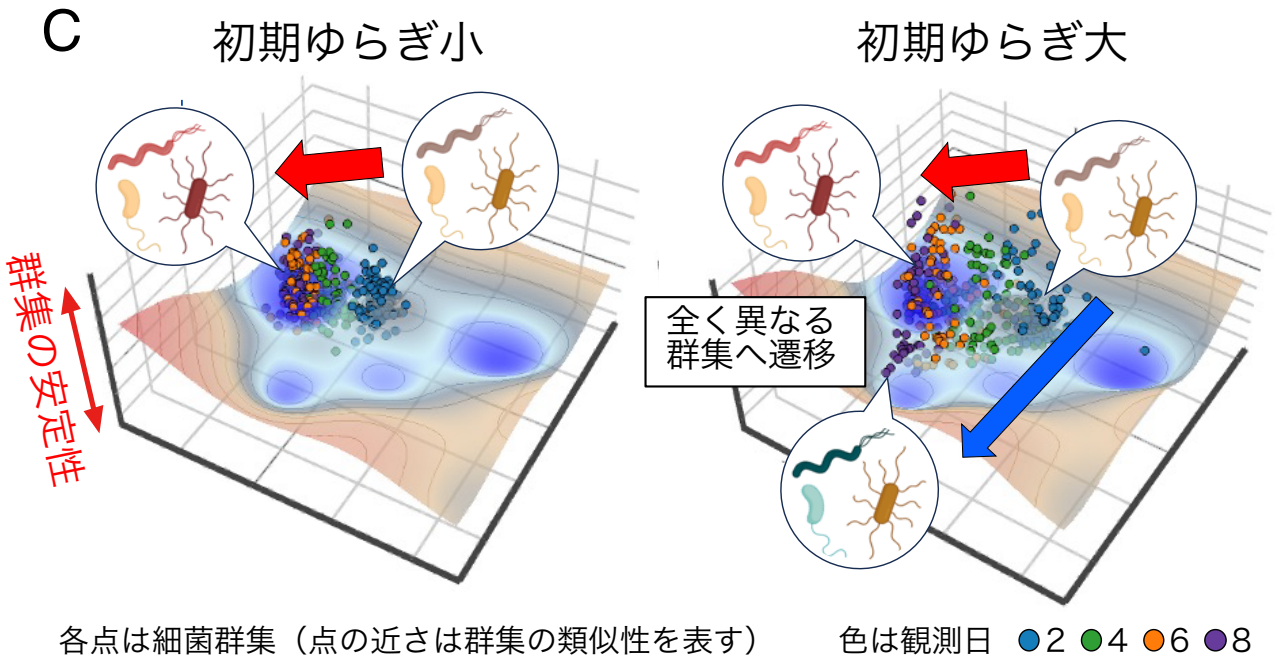 C
初期ゆらぎ小
初期ゆらぎ大
群集の安定性
全く異なる
群集へ遷移
各点は細菌群集（点の近さは群集の類似性を表す）
色は観測日 2 4 6 8